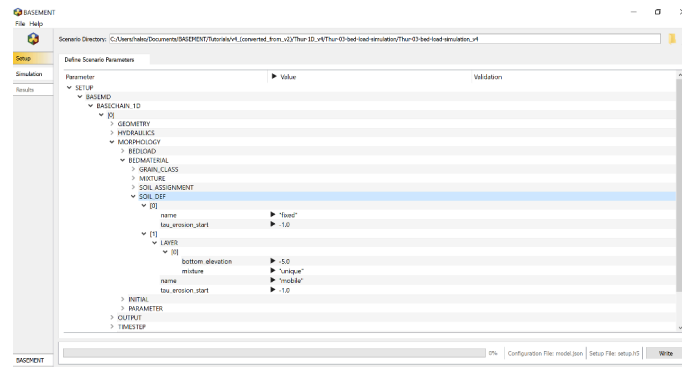 BASEMENT
File Help
Scenario Directory: C:/Users/halso/Documents/BASEMENT/Tutorials/v4_(converted_from_v2)/Thur-1D_v4/Thur-03-bed-load-simulation/Thur-03-bed-load-simulation_v4
Setup
Define Scenario Parameters
Simulation
Parameter Value Validation
SETUP
Results
BASEMD
BASECHAIN_1D
[0]
GEOMETRY
HYDRAULICS
MORPHOLOGY
BEDLOAD
BEDMATERIAL
GRAIN_CLASS
MIXTURE
SOIL_ASSIGNMENT
SOIL_DEF
[0]
name "fixed"
tau_erosion_start -1.0
[1]
LAYER
[0]
bottom_elevation -5.0
mixture "unique"
name "mobile"
tau_erosion_start -1.0
INITIAL
PARAMETER
OUTPUT
TIMESTEP
0% Configuration File: model.json Setup File: setup.h5 Write
BASEMENT